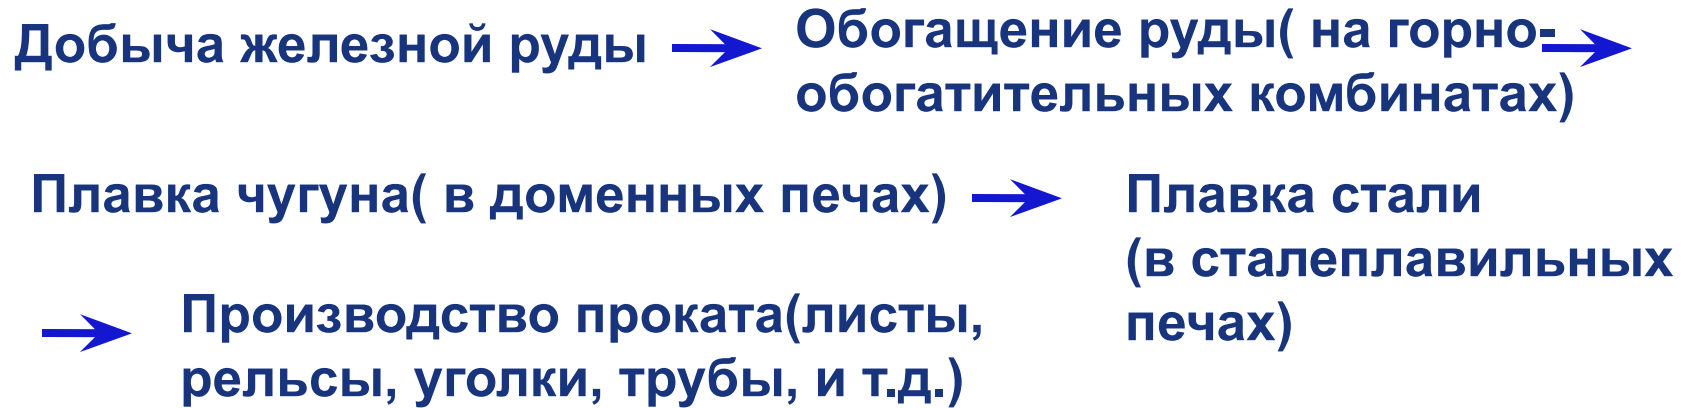 Добыча железной руды
Обогащение руды( на горно-
обогатительных комбинатах)
Плавка чугуна( в доменных печах)
Плавка стали
(в сталеплавильных
печах)
Производство проката(листы,
рельсы, уголки, трубы, и т.д.)